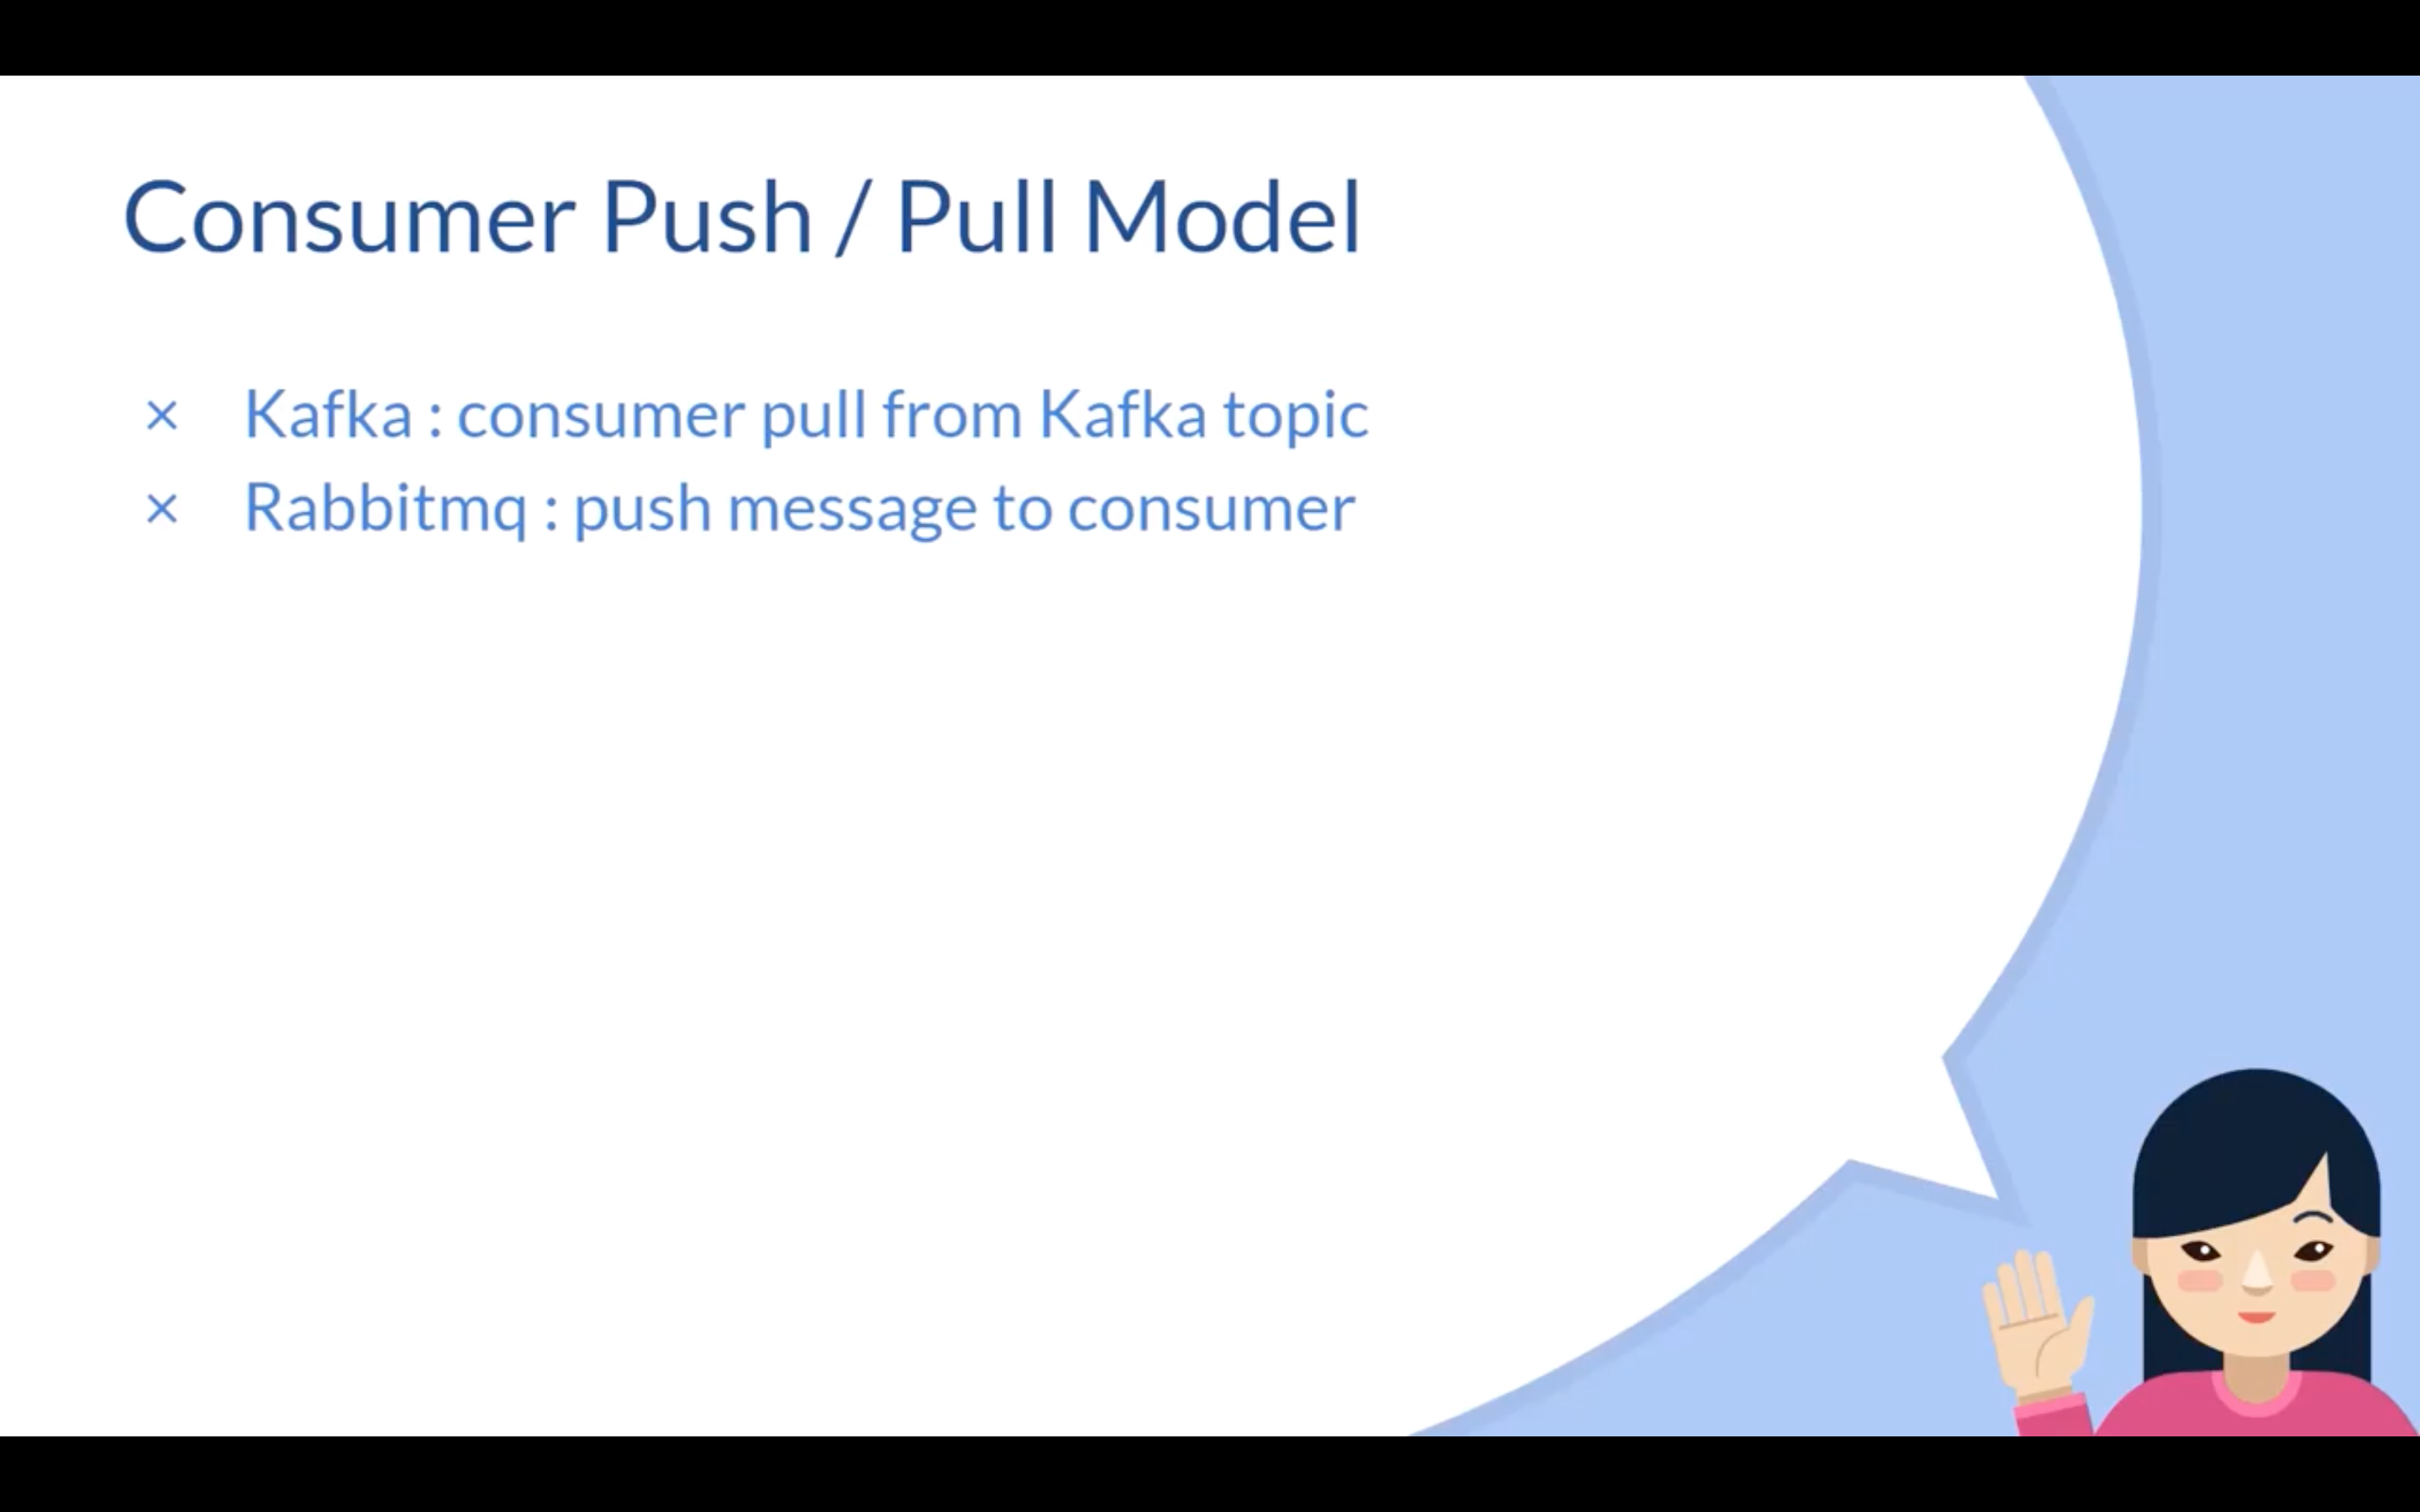 Consumer Push / Pull Model
× Kafka : consumer pull from Kafka topic
× Rabbitmq : push message to consumer